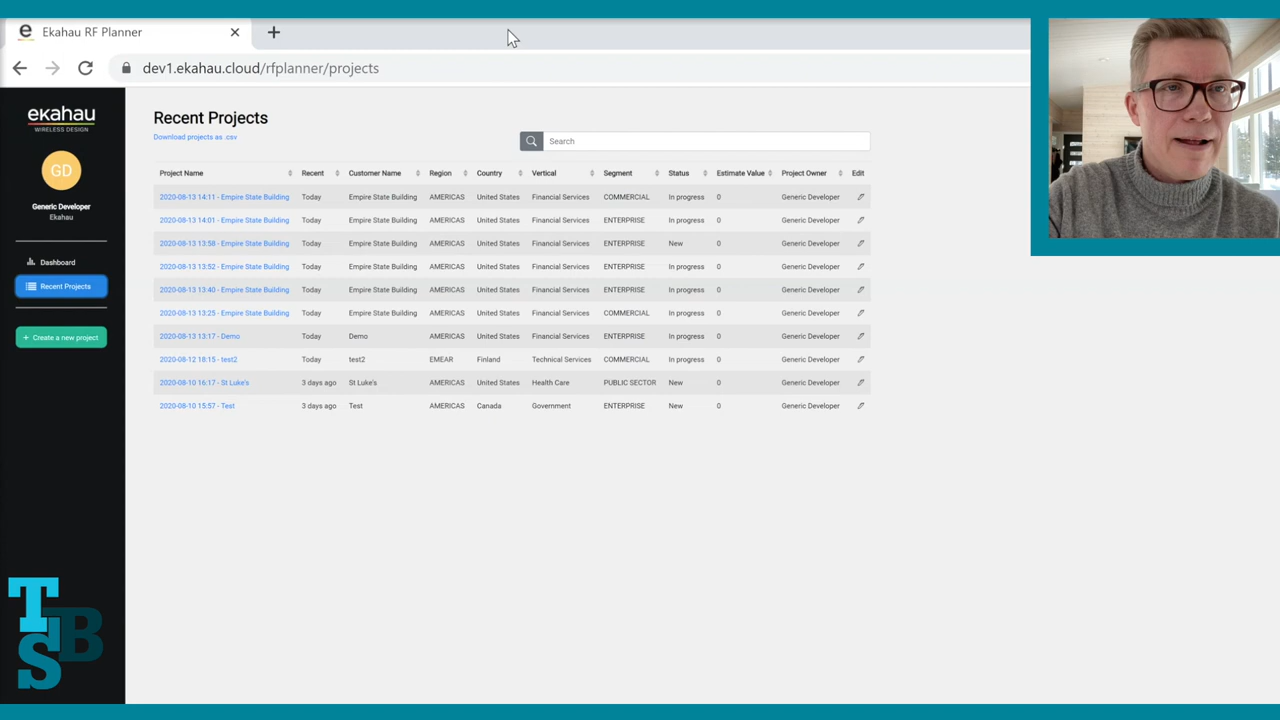 Ekahau RF Planner
dev1.ekahau.cloud/rfplanner/projects
ekahau
WIRELESS DESIGN
GD
Generic Developer
Ekahau
Dashboard
Recent Projects
+ Create a new project
Recent Projects
Download projects as .csv
Search
Project Name Recent Customer Name Region Country Vertical Segment Status Estimate Value Project Owner Edit
2020-08-13 14:11 - Empire State Building Today Empire State Building AMERICAS United States Financial Services COMMERCIAL In progress 0 Generic Developer
2020-08-13 14:01 - Empire State Building Today Empire State Building AMERICAS United States Financial Services ENTERPRISE In progress 0 Generic Developer
2020-08-13 13:58 - Empire State Building Today Empire State Building AMERICAS United States Financial Services ENTERPRISE New 0 Generic Developer
2020-08-13 13:52 - Empire State Building Today Empire State Building AMERICAS United States Financial Services ENTERPRISE In progress 0 Generic Developer
2020-08-13 13:40 - Empire State Building Today Empire State Building AMERICAS United States Financial Services ENTERPRISE In progress 0 Generic Developer
2020-08-13 13:25 - Empire State Building Today Empire State Building AMERICAS United States Financial Services COMMERCIAL In progress 0 Generic Developer
2020-08-13 13:17 - Demo Today Demo AMERICAS United States Financial Services ENTERPRISE In progress 0 Generic Developer
2020-08-12 18:15 - test2 Today test2 EMEAR Finland Technical Services COMMERCIAL In progress 0 Generic Developer
2020-08-10 16:17 - St Luke's 3 days ago St Luke's AMERICAS United States Health Care PUBLIC SECTOR New 0 Generic Developer
2020-08-10 15:57 - Test 3 days ago Test AMERICAS Canada Government ENTERPRISE New 0 Generic Developer
TSB